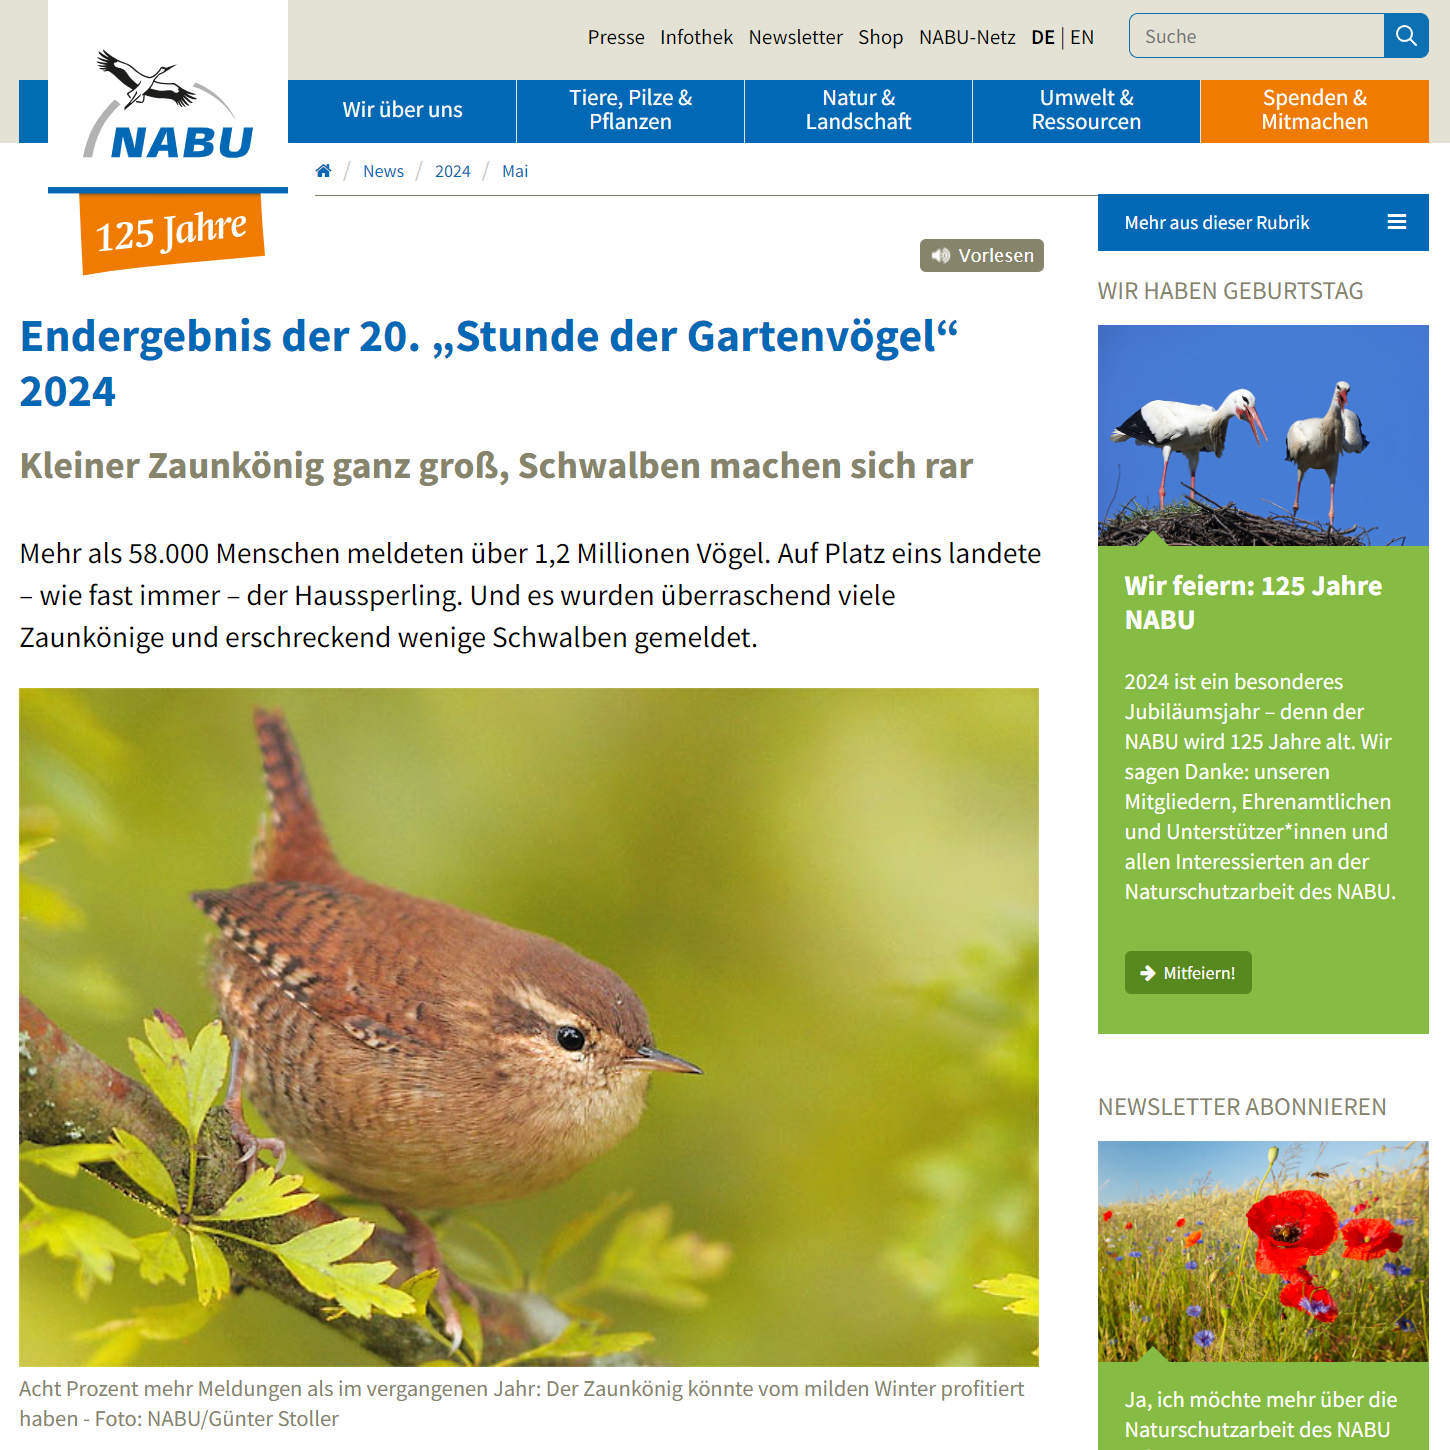 Presse Infothek Newsletter Shop NABU-Netz DE | EN
Suche
NABU
125 Jahre
Wir über uns
Tiere, Pilze &
Pflanzen
Natur &
Landschaft
Umwelt &
Ressourcen
Spenden &
Mitmachen
/ News / 2024 / Mai
Vorlesen
Endergebnis der 20. „Stunde der Gartenvögel“
2024
Kleiner Zaunkönig ganz groß, Schwalben machen sich rar
Mehr als 58.000 Menschen meldeten über 1,2 Millionen Vögel. Auf Platz eins landete
– wie fast immer – der Haussperling. Und es wurden überraschend viele
Zaunkönige und erschreckend wenige Schwalben gemeldet.
Acht Prozent mehr Meldungen als im vergangenen Jahr: Der Zaunkönig könnte vom milden Winter profitiert
haben - Foto: NABU/Günter Stoller
Mehr aus dieser Rubrik
WIR HABEN GEBURTSTAG
Wir feiern: 125 Jahre
NABU
2024 ist ein besonderes
Jubiläumsjahr – denn der
NABU wird 125 Jahre alt. Wir
sagen Danke: unseren
Mitgliedern, Ehrenamtlichen
und Unterstützer*innen und
allen Interessierten an der
Naturschutzarbeit des NABU.
Mitfeiern!
NEWSLETTER ABONNIEREN
Ja, ich möchte mehr über die
Naturschutzarbeit des NABU